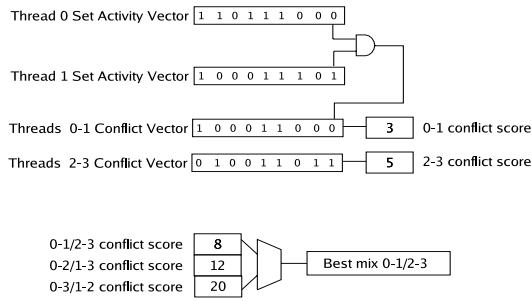 Thread 0 Set Activity Vector 1 1 0 1 1 1 0 0 0
Thread 1 Set Activity Vector 1 0 0 0 1 1 1 0 1
Threads 0-1 Conflict Vector 1 0 0 0 1 1 0 0 0 3 0-1 conflict score
Threads 2-3 Conflict Vector 0 1 0 0 1 1 0 1 1 5 2-3 conflict score
0-1/2-3 conflict score 8
0-2/1-3 conflict score 12 Best mix 0-1/2-3
0-3/1-2 conflict score 20